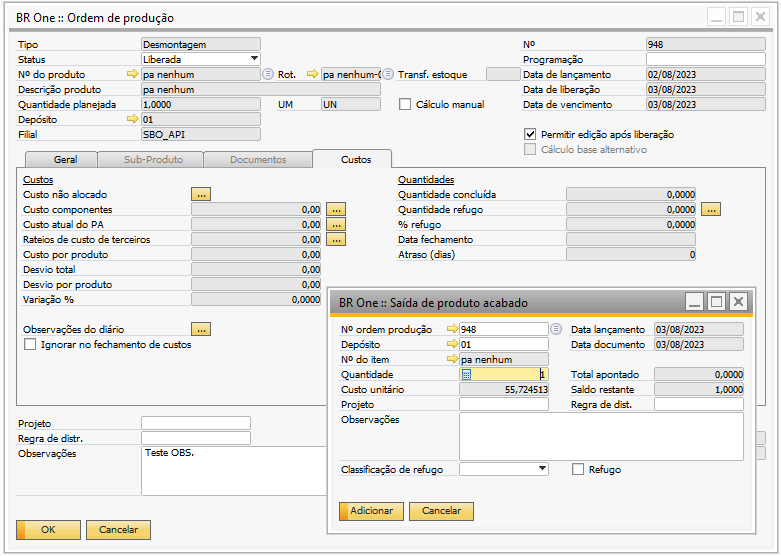 BR One :: Ordem de produção
Tipo Desmontagem Nº 948
Status Liberada Programação
Nº do produto pa nenhum Rot. pa nenhum-0 Transf. estoque Data de lançamento 02/08/2023
Descrição produto pa nenhum Data de liberação 03/08/2023
Quantidade planejada 1,0000 UM UN Cálculo manual Data de vencimento 03/08/2023
Depósito 01
Filial SBO_API Permitir edição após liberação
Cálculo base alternativo
Geral Sub-Produto Documentos Custos
Custos Quantidades
Custo não alocado ... Quantidade concluída 0,0000
Custo componentes 0,00 ... Quantidade refugo 0,0000 ...
Custo atual do PA 0,00 ... % refugo 0,0000
Rateios de custo de terceiros 0,00 ... Data fechamento
Custo por produto 0,00 Atraso (dias) 0
Desvio total 0,00
Desvio por produto 0,00
Variação % 0,0000
Observações do diário ...
Ignorar no fechamento de custos
Projeto
Regra de distr.
Observações Teste OBS.
OK Cancelar
BR One :: Saída de produto acabado
Nº ordem produção 948 Data lançamento 03/08/2023
Depósito 01 Data documento 03/08/2023
Nº do item pa nenhum
Quantidade 1 Total apontado 0,0000
Custo unitário 55,724513 Saldo restante 1,0000
Projeto Regra de dist.
Observações
Classificação de refugo Refugo
Adicionar Cancelar